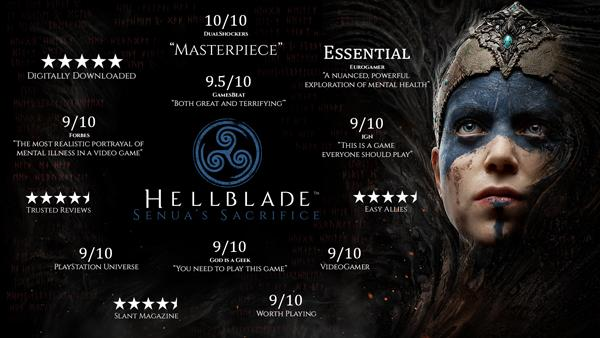 10/10
DualShockers
"Masterpiece"
★★★★★
Digitally Downloaded
Essential
Eurogamer
"A nuanced, powerful
exploration of mental health"
9.5/10
GamesBeat
"Both great and terrifying"
9/10
Forbes
"The most realistic portrayal of
mental illness in a video game"
9/10
IGN
"This is a game
everyone should play"
Hellblade™
Senua's Sacrifice
Trusted Reviews
Easy Allies
9/10
PlayStation Universe
9/10
God is a Geek
"You need to play this game"
9/10
VideoGamer
Slant Magazine
9/10
Worth Playing